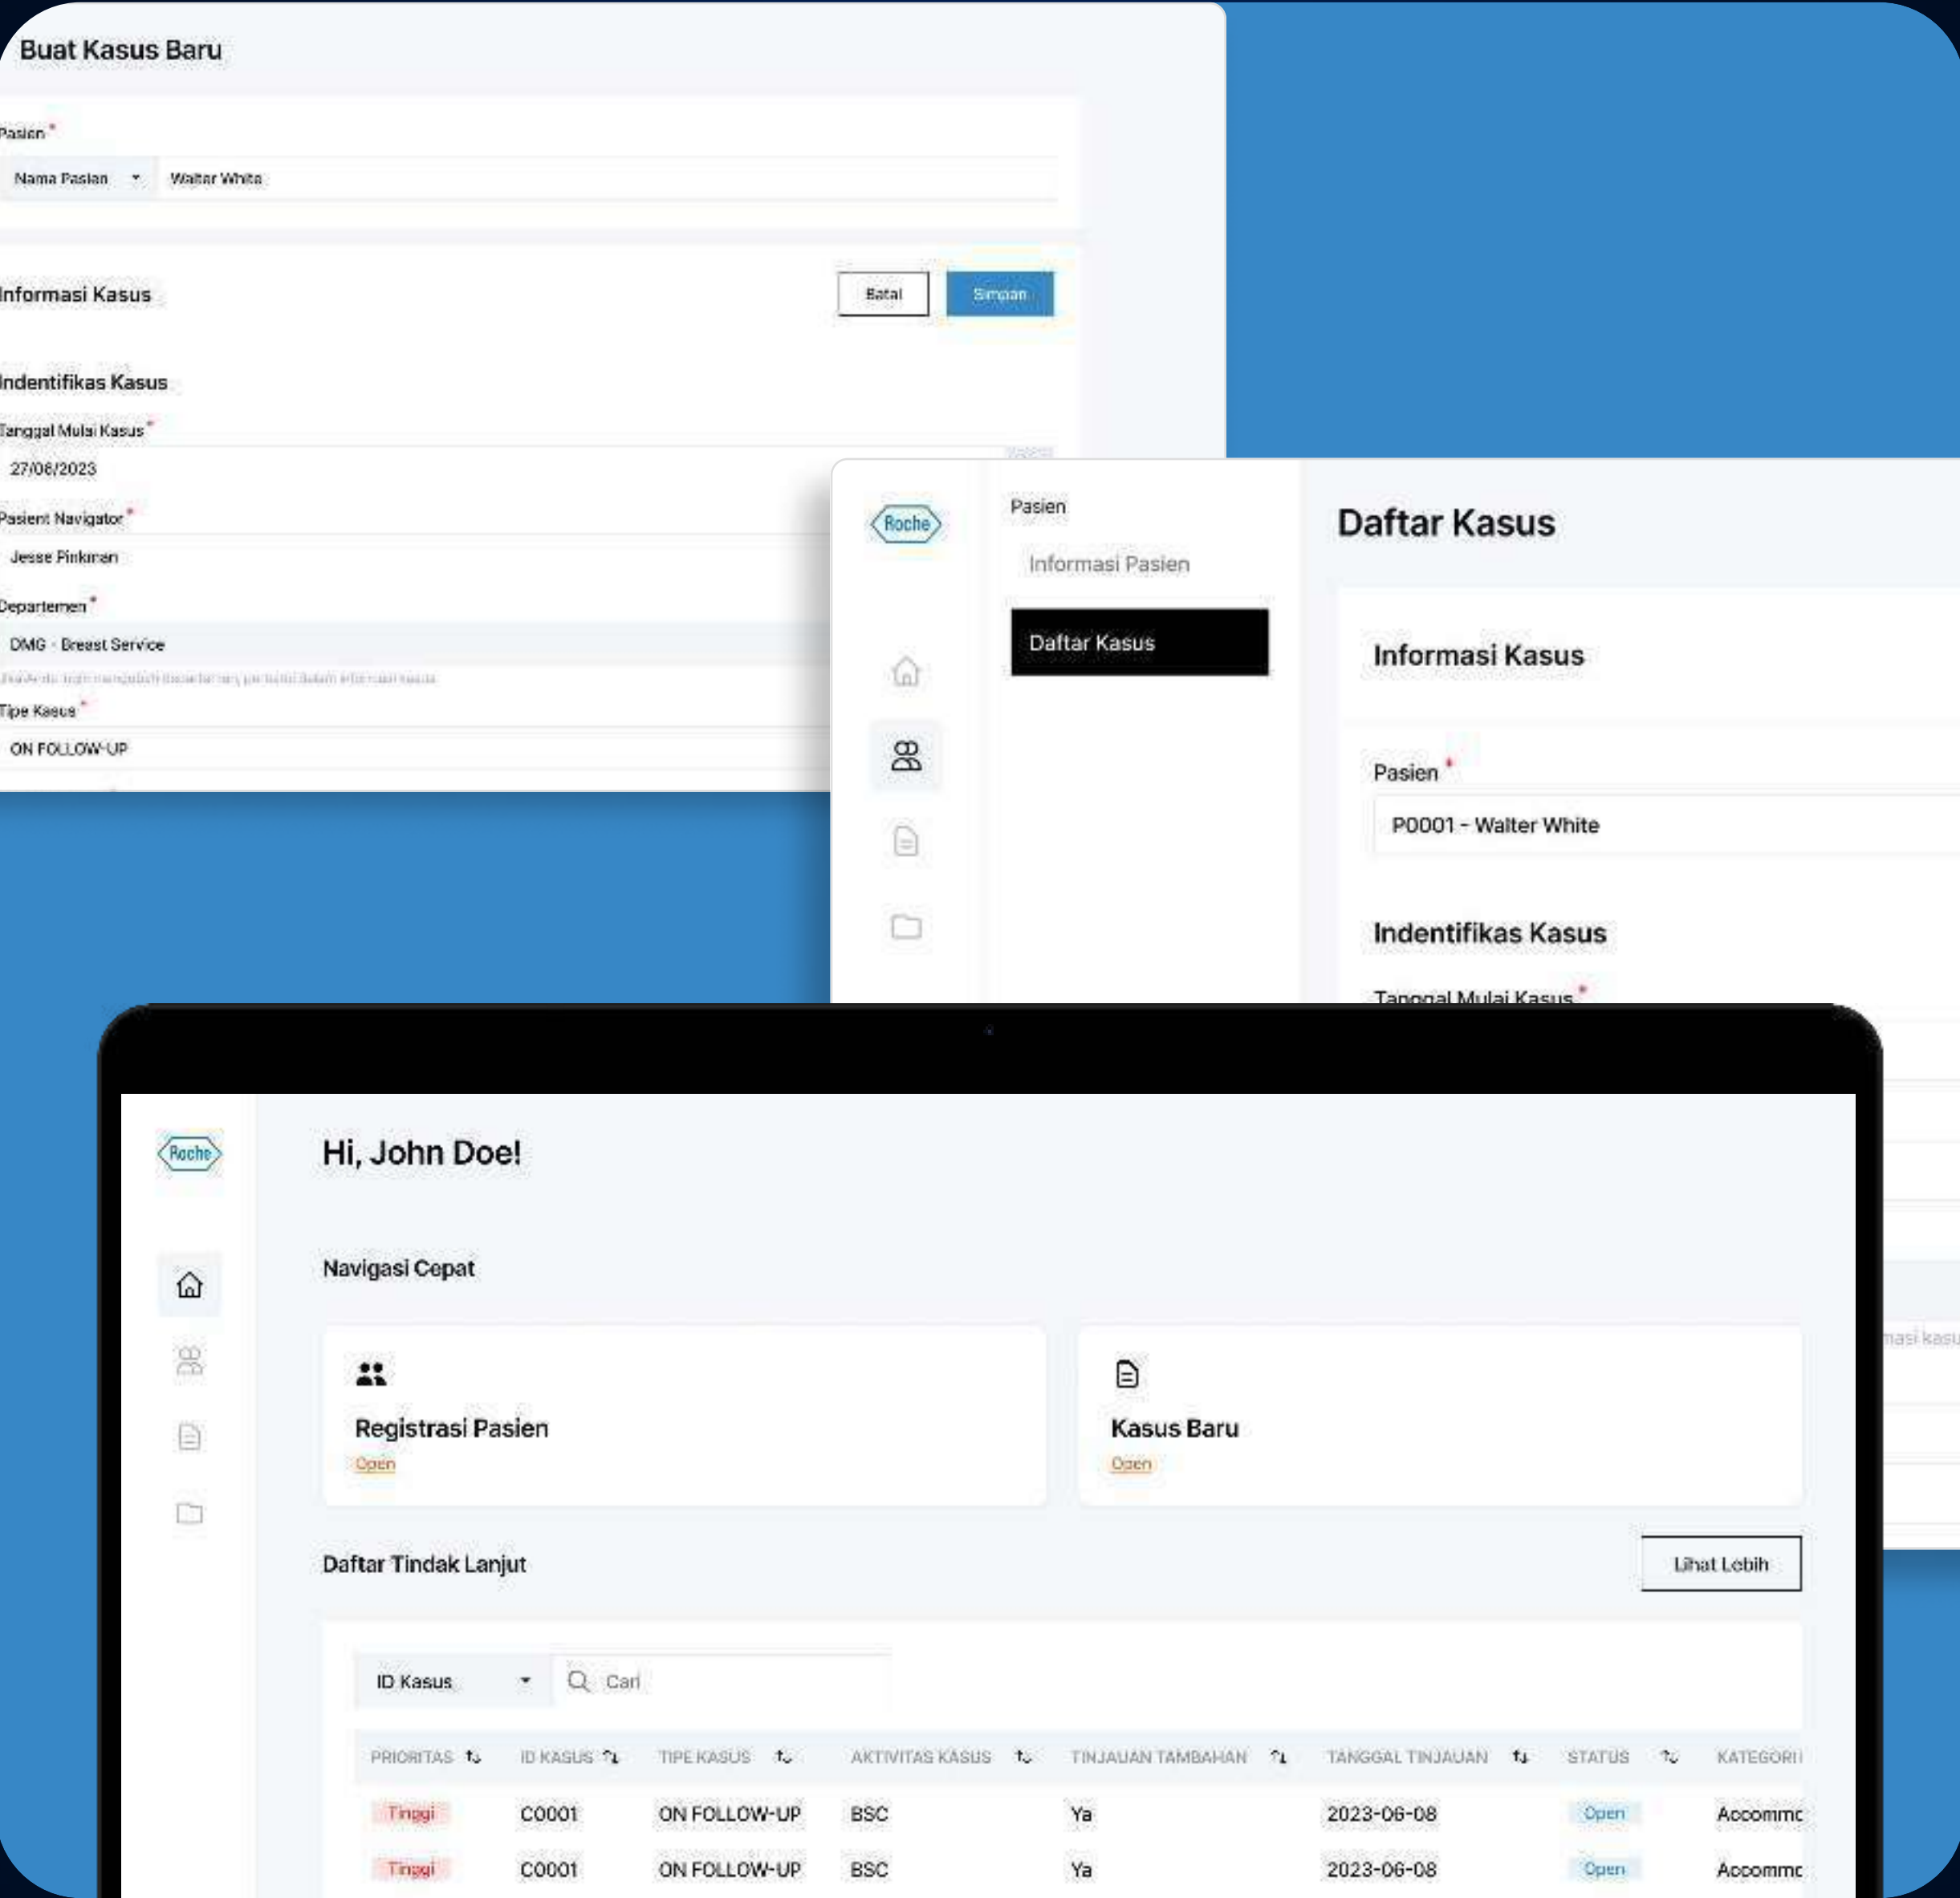 Buat Kasus Baru
Pasien *
Nama Pasien Walter White
Informasi Kasus
Batal Simpan
Indentifikas Kasus
Tanggal Mulai Kasus *
27/06/2023
Pasient Navigator *
Jesse Pinkman
Departemen *
DMG - Breast Service
Tipe Kasus *
ON FOLLOW-UP
Roche
Pasien
Informasi Pasien
Daftar Kasus
Daftar Kasus
Informasi Kasus
Pasien *
P0001 - Walter White
Indentifikas Kasus
Tanggal Mulai Kasus *
masi kasu
Roche
Hi, John Doe!
Navigasi Cepat
Registrasi Pasien
Open
Kasus Baru
Open
Daftar Tindak Lanjut
Lihat Lebih
ID Kasus Cari
PRIORITAS ID KASUS TIPE KASUS AKTIVITAS KASUS TINJAUAN TAMBAHAN TANGGAL TINJAUAN STATUS KATEGORI
Tinggi C0001 ON FOLLOW-UP BSC Ya 2023-06-08 Open Accommo
Tinggi C0001 ON FOLLOW-UP BSC Ya 2023-06-08 Open Accommo